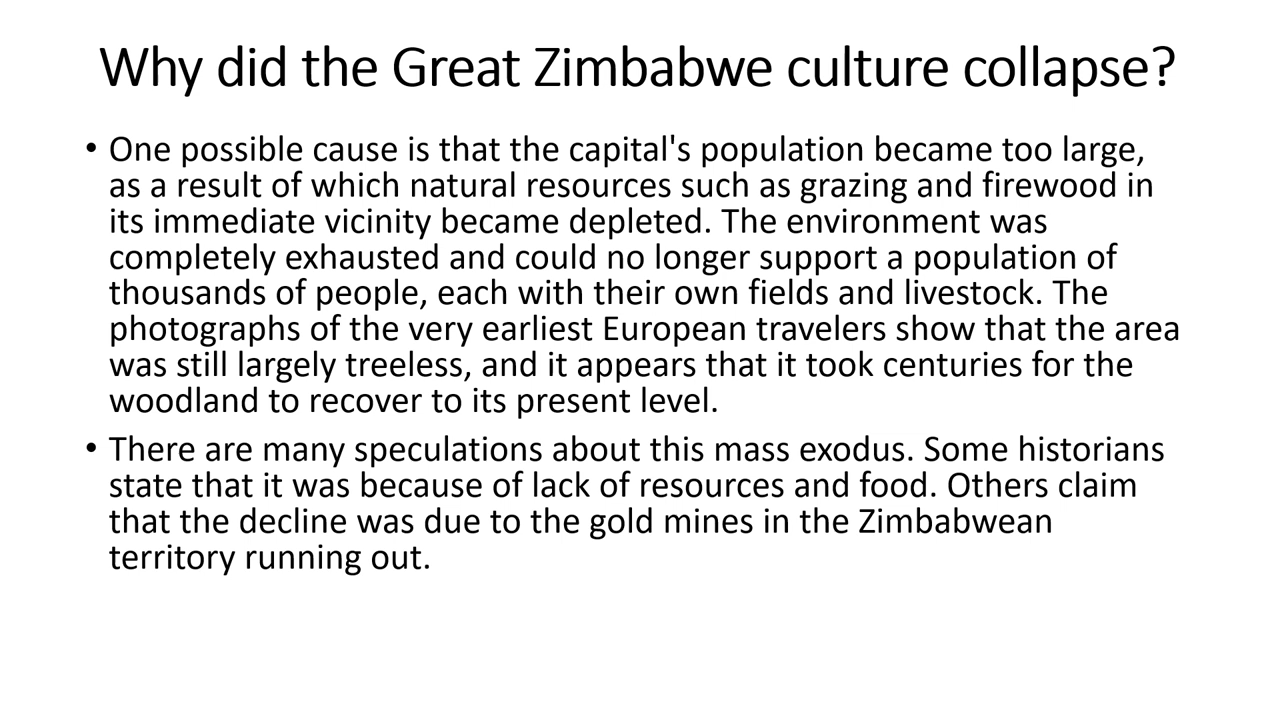 Why did the Great Zimbabwe culture collapse?
• One possible cause is that the capital's population became too large,
as a result of which natural resources such as grazing and firewood in
its immediate vicinity became depleted. The environment was
completely exhausted and could no longer support a population of
thousands of people, each with their own fields and livestock. The
photographs of the very earliest European travelers show that the area
was still largely treeless, and it appears that it took centuries for the
woodland to recover to its present level.
• There are many speculations about this mass exodus. Some historians
state that it was because of lack of resources and food. Others claim
that the decline was due to the gold mines in the Zimbabwean
territory running out.